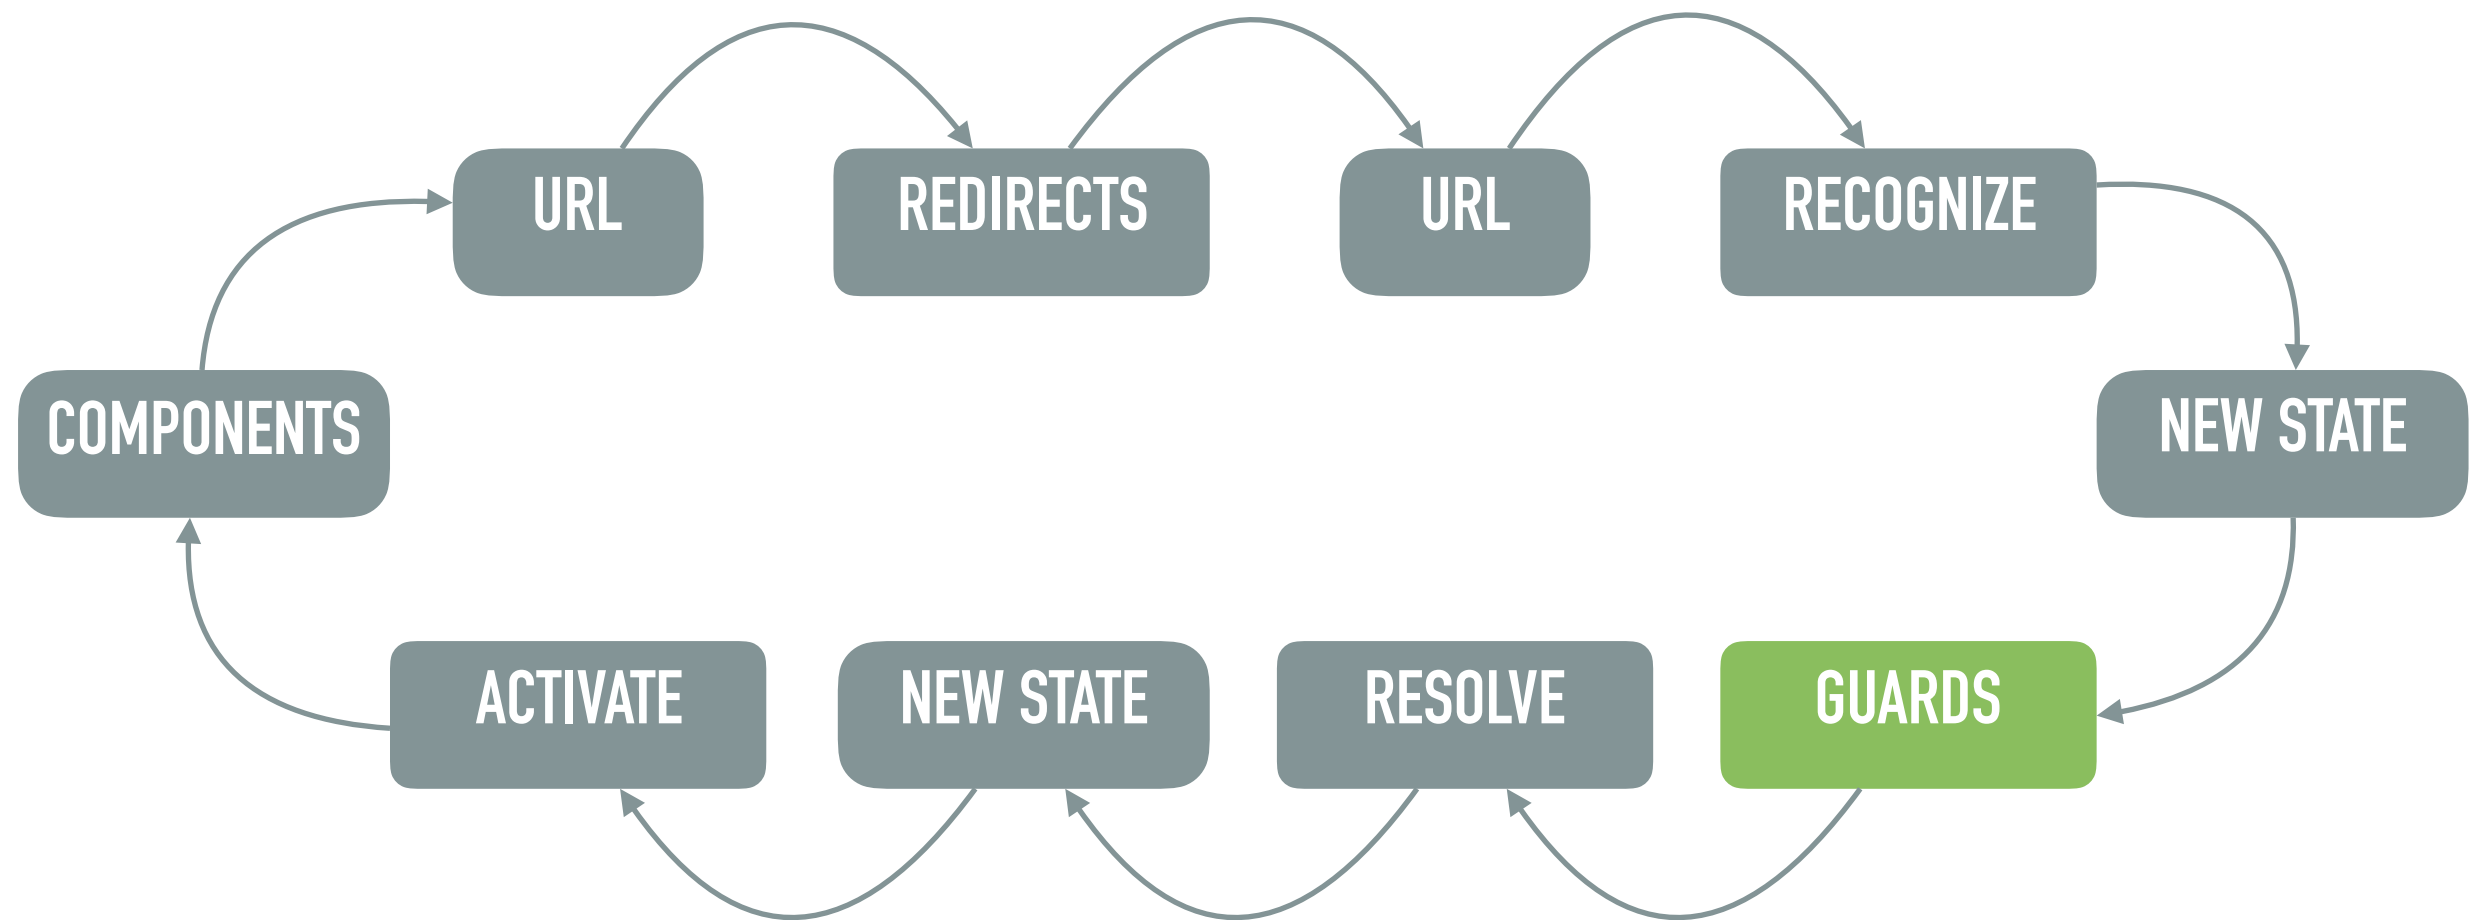 URL
REDIRECTS
URL
RECOGNIZE
COMPONENTS
NEW STATE
ACTIVATE
NEW STATE
RESOLVE
GUARDS